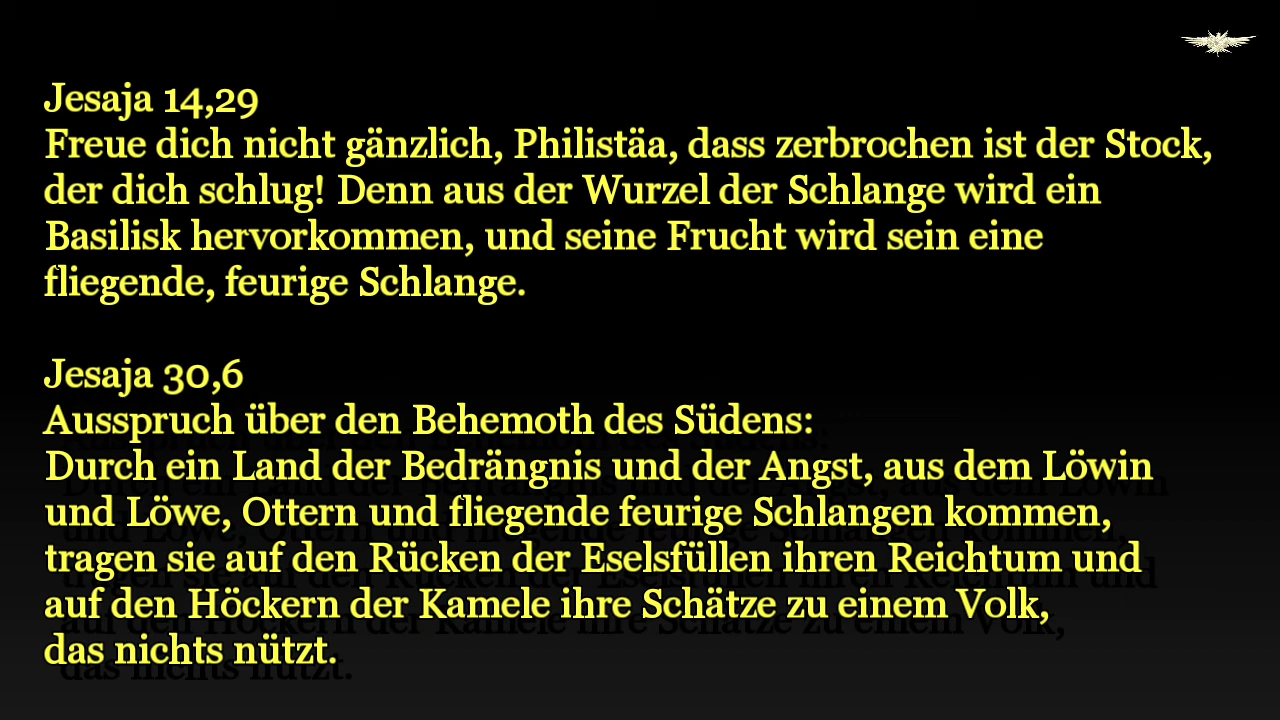 Jesaja 14,29
Freue dich nicht gänzlich, Philistäa, dass zerbrochen ist der Stock,
der dich schlug! Denn aus der Wurzel der Schlange wird ein
Basilisk hervorkommen, und seine Frucht wird sein eine
fliegende, feurige Schlange.
Jesaja 30,6
Ausspruch über den Behemoth des Südens:
Durch ein Land der Bedrängnis und der Angst, aus dem Löwin
und Löwe, Ottern und fliegende feurige Schlangen kommen,
tragen sie auf den Rücken der Eselsfüllen ihren Reichtum und
auf den Höckern der Kamele ihre Schätze zu einem Volk,
das nichts nützt.